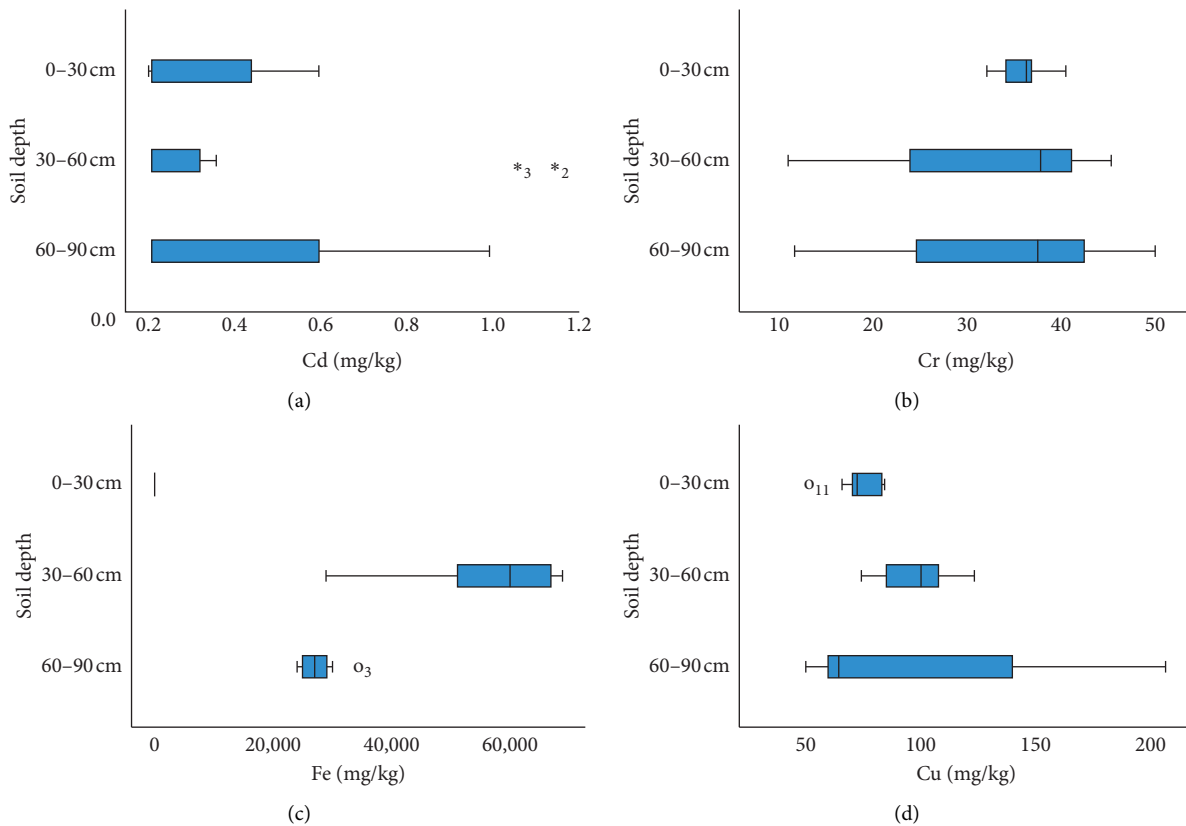 0–30 cm
30–60 cm
60–90 cm
Soil depth
*3 *2
0.0 0.2 0.4 0.6 0.8 1.0 1.2
Cd (mg/kg)
(a)
0–30 cm
30–60 cm
60–90 cm
Soil depth
10 20 30 40 50
Cr (mg/kg)
(b)
0–30 cm
30–60 cm
60–90 cm
Soil depth
o3
0 20,000 40,000 60,000
Fe (mg/kg)
(c)
0–30 cm
30–60 cm
60–90 cm
Soil depth
o11
50 100 150 200
Cu (mg/kg)
(d)